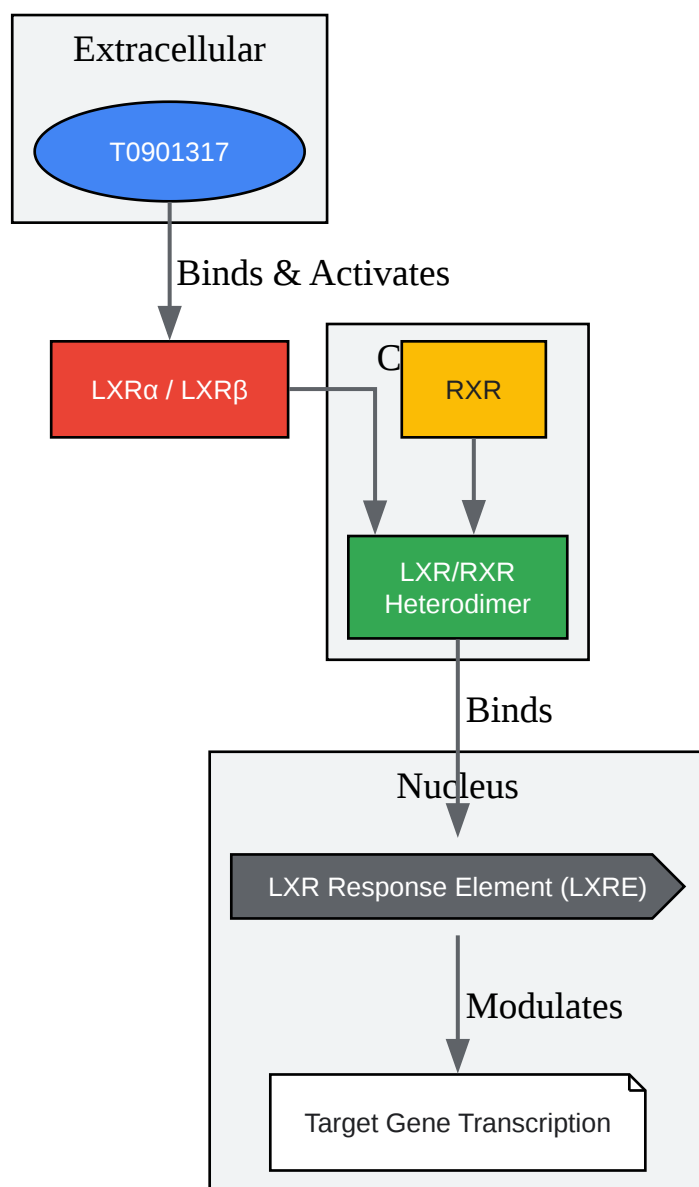 Extracellular
T0901317
Binds & Activates
LXRα / LXRβ
RXR
LXR/RXR
Heterodimer
Binds
Nucleus
LXR Response Element (LXRE)
Modulates
Target Gene Transcription